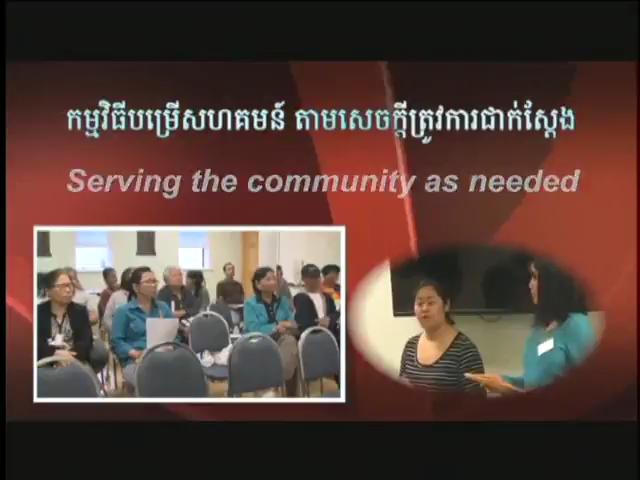 កម្មវិធីបម្រើសហគមន៍ តាមសេចក្តីត្រូវការជាក់ស្តែង
Serving the community as needed